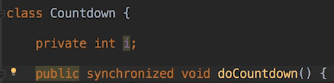 class Countdown {
private int i;
public synchronized void doCountdown() {